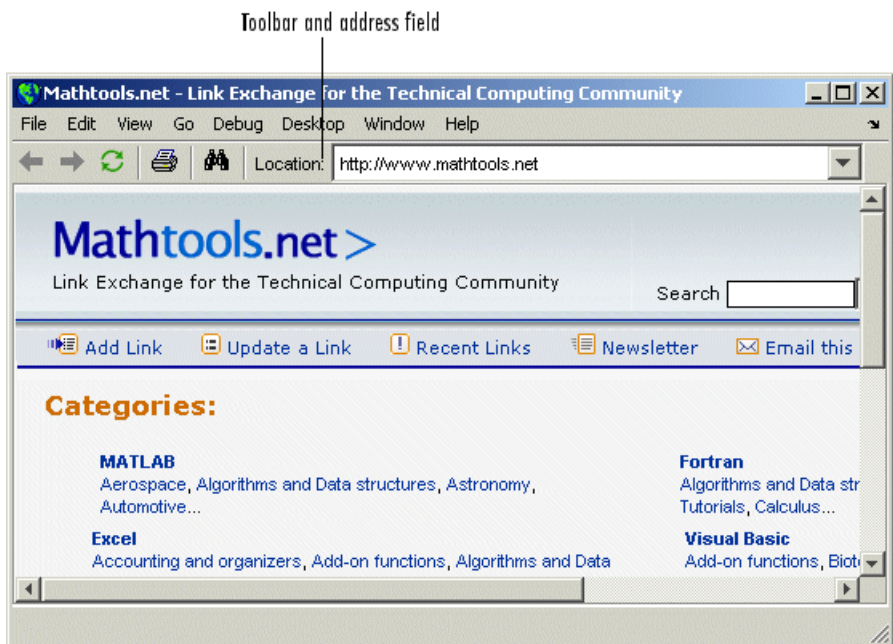 Toolbar and address field
Mathtools.net - Link Exchange for the Technical Computing Community
File Edit View Go Debug Desktop Window Help
Location: http://www.mathtools.net
Mathtools.net >
Link Exchange for the Technical Computing Community
Search
Add Link Update a Link Recent Links Newsletter Email this
Categories:
MATLAB
Aerospace, Algorithms and Data structures, Astronomy,
Automotive...
Fortran
Algorithms and Data str
Tutorials, Calculus...
Excel
Accounting and organizers, Add-on functions, Algorithms and Data
Visual Basic
Add-on functions, Biot